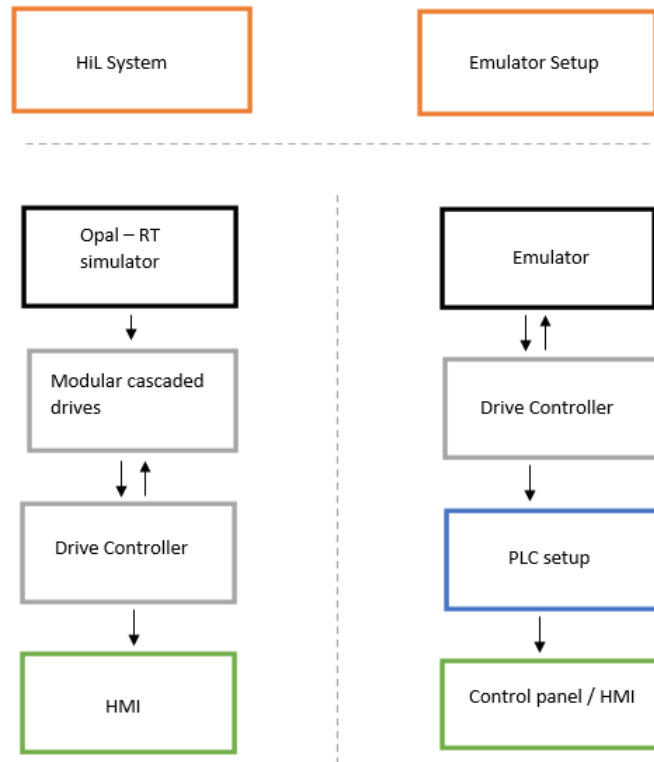 HiL System
Emulator Setup
Opal – RT
simulator
Modular cascaded
drives
Drive Controller
HMI
Emulator
Drive Controller
PLC setup
Control panel / HMI